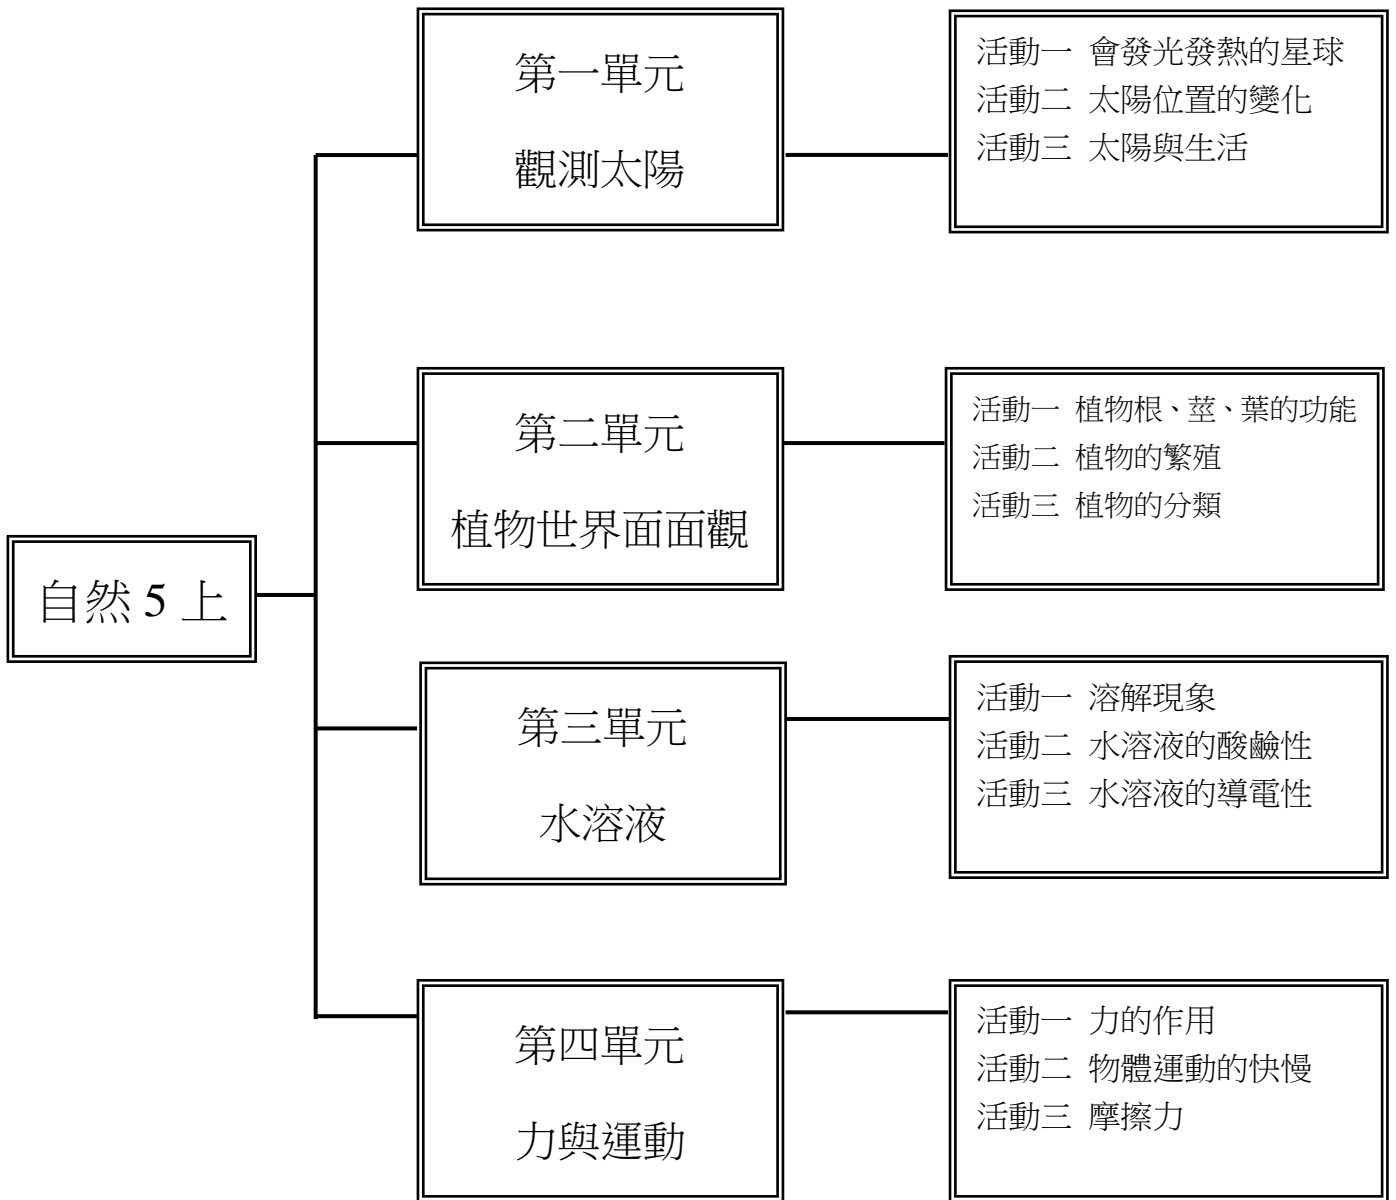 自然 5 上
第一單元
觀測太陽
活動一 會發光發熱的星球
活動二 太陽位置的變化
活動三 太陽與生活
第二單元
植物世界面面觀
活動一 植物根、莖、葉的功能
活動二 植物的繁殖
活動三 植物的分類
第三單元
水溶液
活動一 溶解現象
活動二 水溶液的酸鹼性
活動三 水溶液的導電性
第四單元
力與運動
活動一 力的作用
活動二 物體運動的快慢
活動三 摩擦力